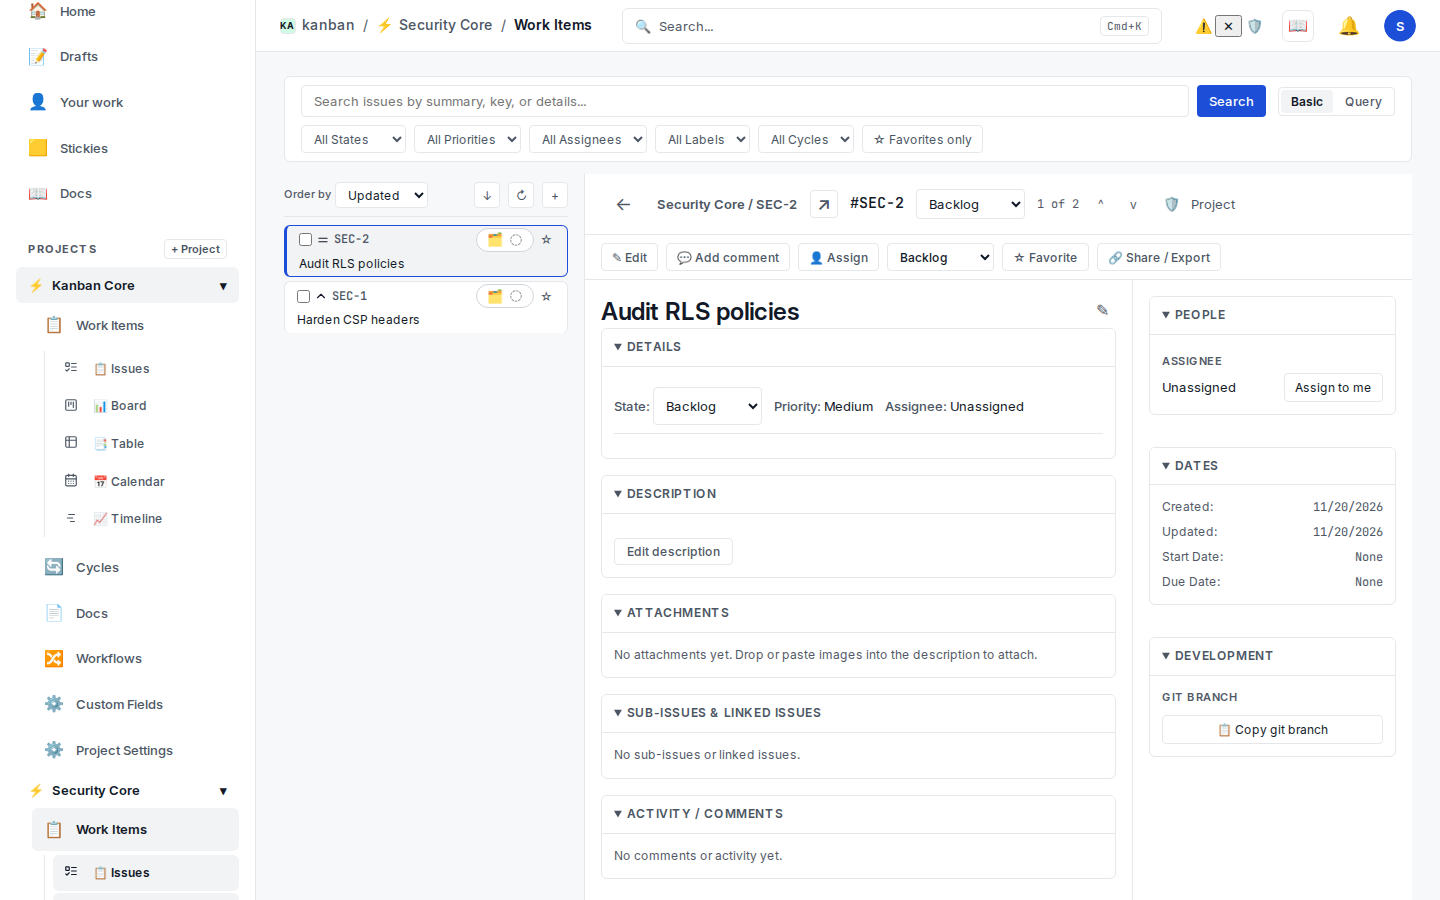 Home
Drafts
Your work
Stickies
Docs
PROJECTS
+ Project
⚡ Kanban Core ▾
Work Items
Issues
Board
Table
Calendar
Timeline
Cycles
Docs
Workflows
Custom Fields
Project Settings
⚡ Security Core ▾
Work Items
Issues
KA kanban / ⚡ Security Core / Work Items
Search... Cmd+K
✕
S
Search issues by summary, key, or details...
Search
Basic Query
All States
All Priorities
All Assignees
All Labels
All Cycles
☆ Favorites only
Order by Updated ↓ ↻ +
SEC-2 ☆
Audit RLS policies
SEC-1 ☆
Harden CSP headers
← Security Core / SEC-2 #SEC-2 Backlog 1 of 2 ^ v Project
✎ Edit
Add comment
Assign
Backlog
☆ Favorite
Share / Export
Audit RLS policies ✎
▾ DETAILS
State: Backlog Priority: Medium Assignee: Unassigned
▾ DESCRIPTION
Edit description
▾ ATTACHMENTS
No attachments yet. Drop or paste images into the description to attach.
▾ SUB-ISSUES & LINKED ISSUES
No sub-issues or linked issues.
▾ ACTIVITY / COMMENTS
No comments or activity yet.
▾ PEOPLE
ASSIGNEE
Unassigned Assign to me
▾ DATES
Created: 11/20/2026
Updated: 11/20/2026
Start Date: None
Due Date: None
▾ DEVELOPMENT
GIT BRANCH
Copy git branch